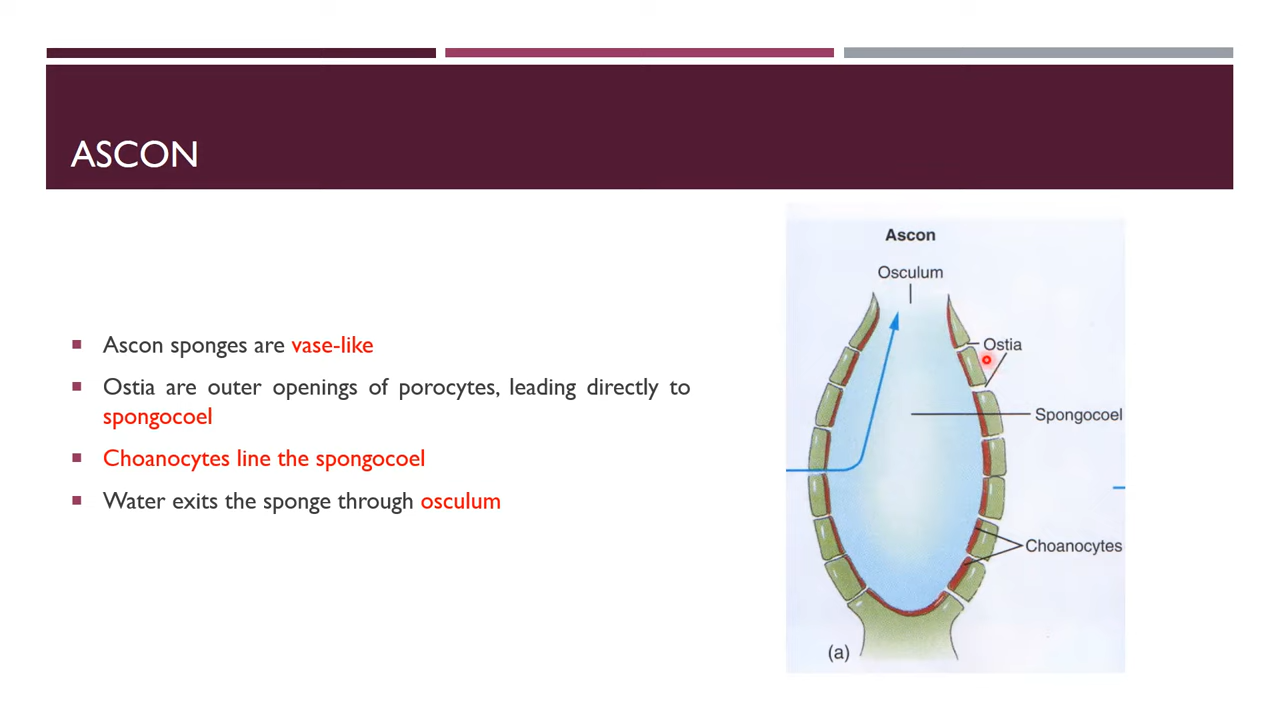 ASCON
Ascon sponges are vase-like
Ostia are outer openings of porocytes, leading directly to
spongocoel
Choanocytes line the spongocoel
Water exits the sponge through osculum
Ascon
Osculum
Ostia
Spongocoel
Choanocytes
(a)